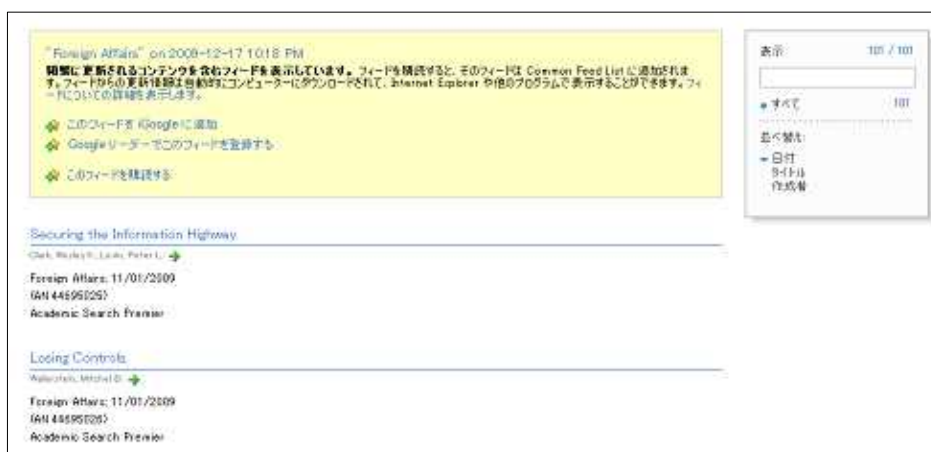 "Foreign Affairs" on 2009-12-17 10:18 PM
頻繁に更新されるコンテンツを含むフィードを表示しています。フィードを購読すると、そのフィードは Common Feed List に追加されま
す。フィードからの更新情報は自動的にコンピューターにダウンロードされて、Internet Explorer や他のプログラムで表示することができます。フィ
ードについての詳細を表示します。
このフィードを iGoogle に追加
Google リーダーでこのフィードを登録する
このフィードを購読する
表示 101 / 101
すべて 101
並べ替え:
日付
タイトル
作成者
Securing the Information Highway
Clark, Wesley K.; Levin, Peter L.
Foreign Affairs; 11/01/2009
(AN 44695025)
Academic Search Premier
Losing Controls
Wallerstein, Mitchel B.
Foreign Affairs; 11/01/2009
(AN 44695026)
Academic Search Premier